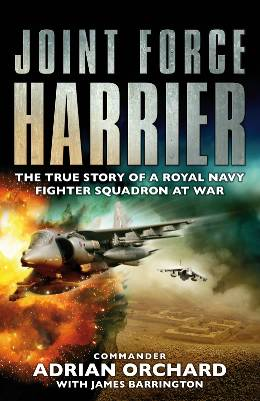 JOINT FORCE
HARRIER
THE TRUE STORY OF A ROYAL NAVY
FIGHTER SQUADRON AT WAR
COMMANDER
ADRIAN ORCHARD
WITH JAMES BARRINGTON